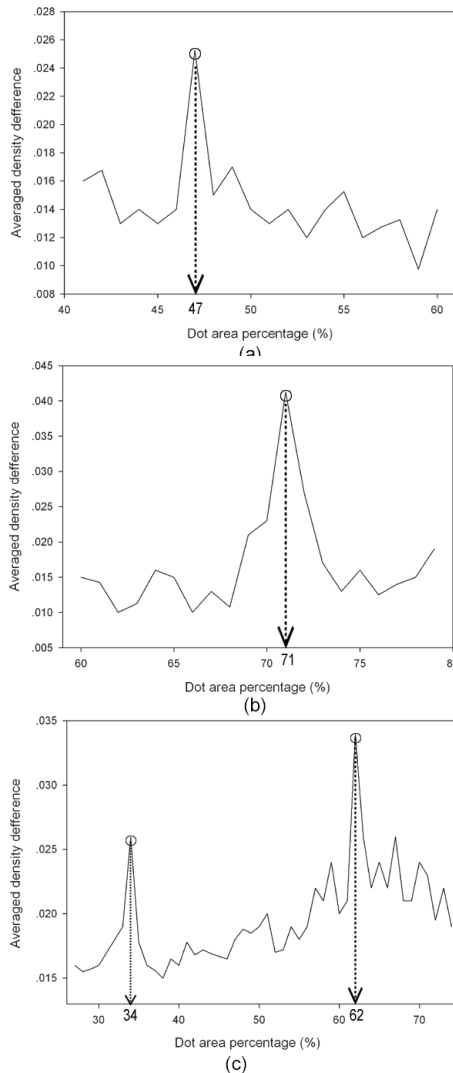 .028
.026
.024
.022
.020
.018
.016
.014
.012
.010
.008
Averaged density defference
40 45 47 50 55 60
Dot area percentage (%)
(a)
.045
.040
.035
.030
.025
.020
.015
.010
.005
Averaged density defference
60 65 70 71 75 8
Dot area percentage (%)
(b)
.035
.030
.025
.020
.015
Averaged density defference
30 34 40 50 60 62 70
Dot area percentage (%)
(c)